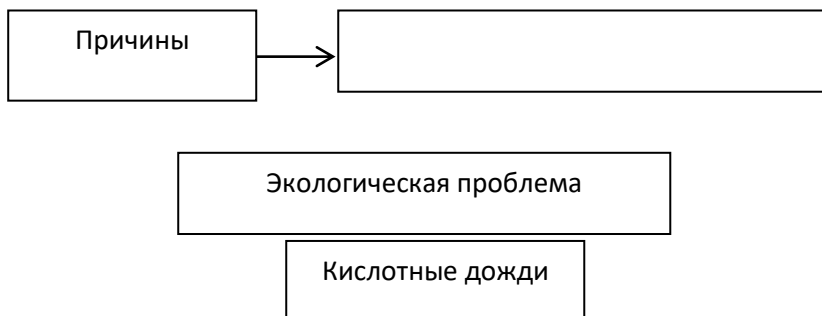 Причины
Экологическая проблема
Кислотные дожди